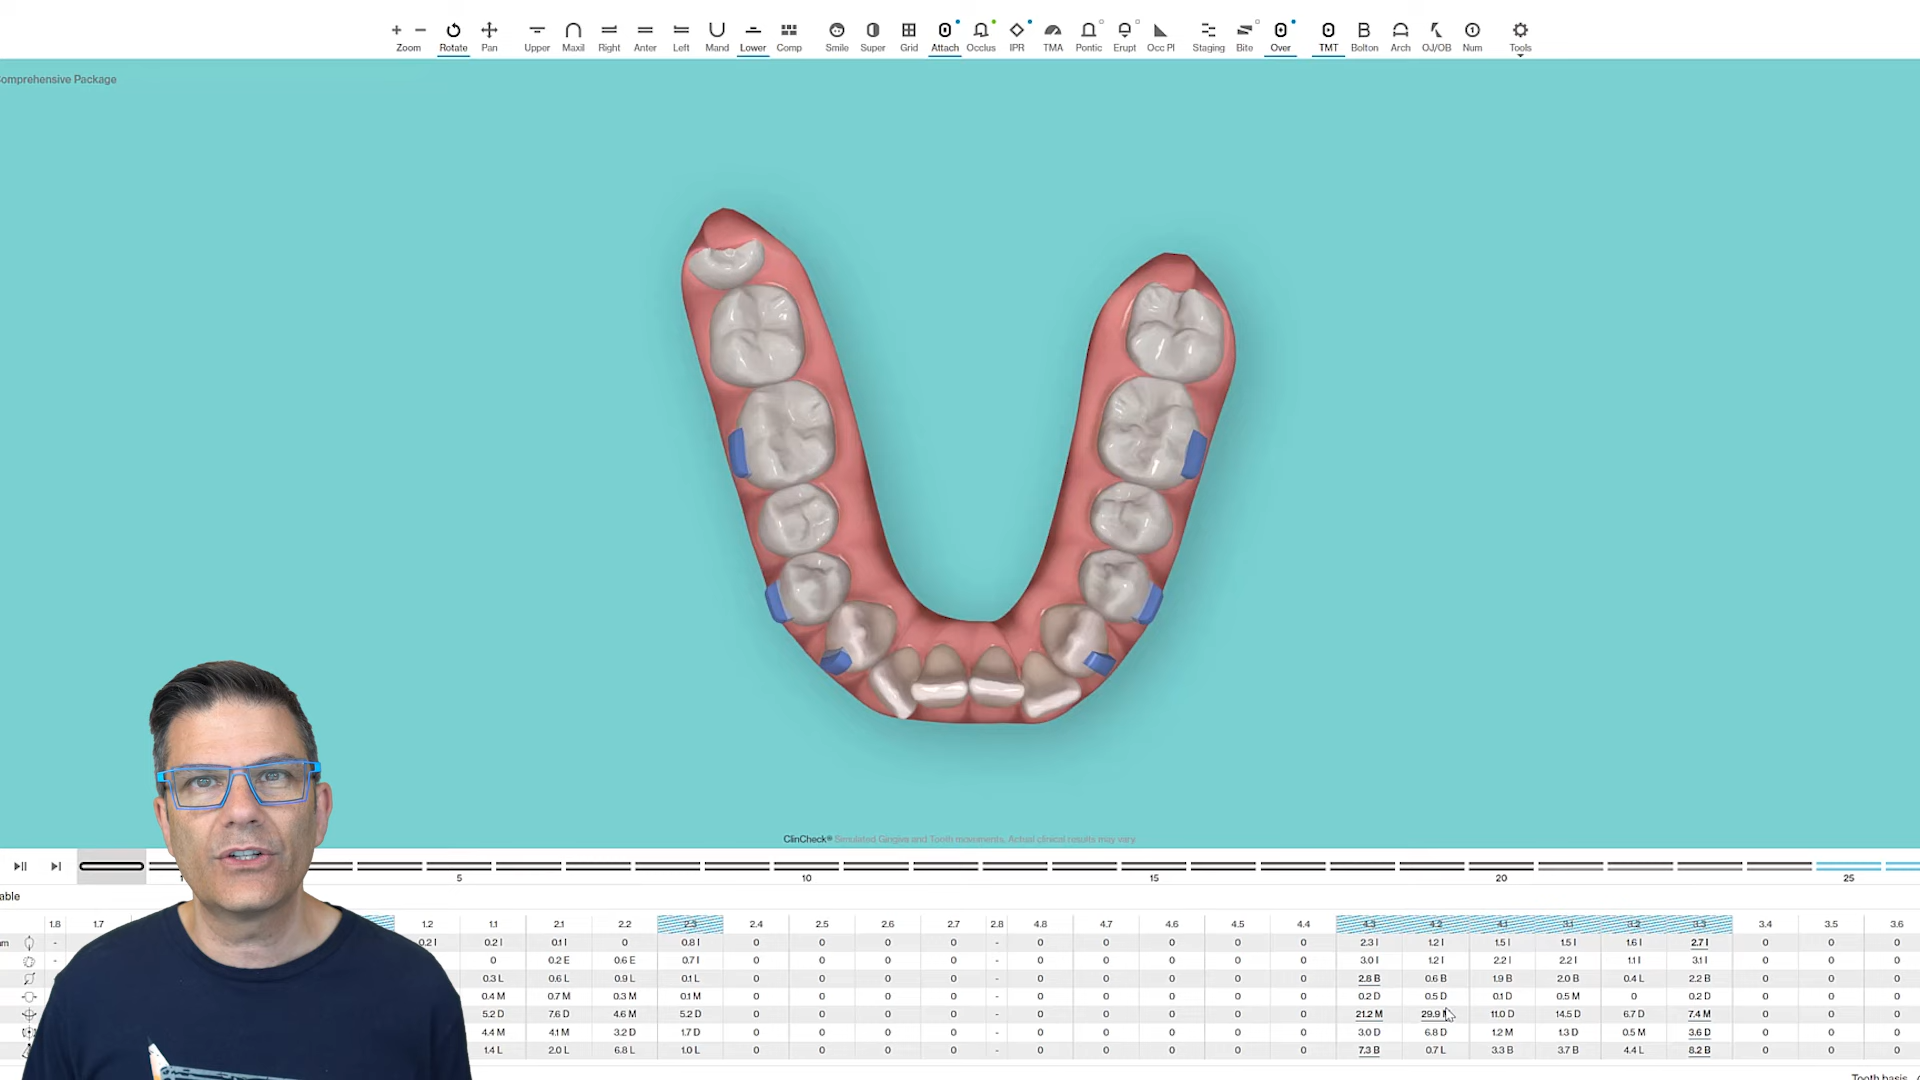 + −
Zoom Rotate Pan Upper Maxil Right Anter Left Mand Lower Comp Smile Super Grid Attach Occlus IPR TMA Pontic Erupt Occ Pl Staging Bite Over TMT Bolton Arch OJ/OB Num Tools
omprehensive Package
ClinCheck® Simulated Gingiva and Tooth movements. Actual clinical results may vary.
5 10 15 20 25
able
1.8 1.7 1.2 1.1 2.1 2.2 2.3 2.4 2.5 2.6 2.7 2.8 4.8 4.7 4.6 4.5 4.4 4.3 4.2 4.1 3.1 3.2 3.3 3.4 3.5 3.6
m - 0.2 I 0.2 I 0.1 I 0 0.8 I 0 0 0 0 - 0 0 0 0 0 2.3 I 1.2 I 1.5 I 1.5 I 1.6 I 2.7 I 0 0 0
- 0 0.2 E 0.6 E 0.7 I 0 0 0 0 - 0 0 0 0 0 3.0 I 1.2 I 2.2 I 2.2 I 1.1 I 3.1 I 0 0 0
0.3 L 0.6 L 0.9 L 0.1 L 0 0 0 0 - 0 0 0 0 0 2.8 B 0.6 B 1.9 B 2.0 B 0.4 L 2.2 B 0 0 0
0.4 M 0.7 M 0.3 M 0.1 M 0 0 0 0 - 0 0 0 0 0 0.2 D 0.5 D 0.1 D 0.5 M 0 0.2 D 0 0 0
5.2 D 7.6 D 4.6 M 5.2 D 0 0 0 0 - 0 0 0 0 0 21.2 M 29.9 11.0 D 14.5 D 6.7 D 7.4 M 0 0 0
4.4 M 4.1 M 3.2 D 1.7 D 0 0 0 0 - 0 0 0 0 0 3.0 D 6.8 D 1.2 M 1.3 D 0.5 M 3.6 D 0 0 0
1.4 L 2.0 L 6.8 L 1.0 L 0 0 0 0 - 0 0 0 0 0 7.3 B 0.7 L 3.3 B 3.7 B 4.4 L 8.2 B 0 0 0
Tooth basis